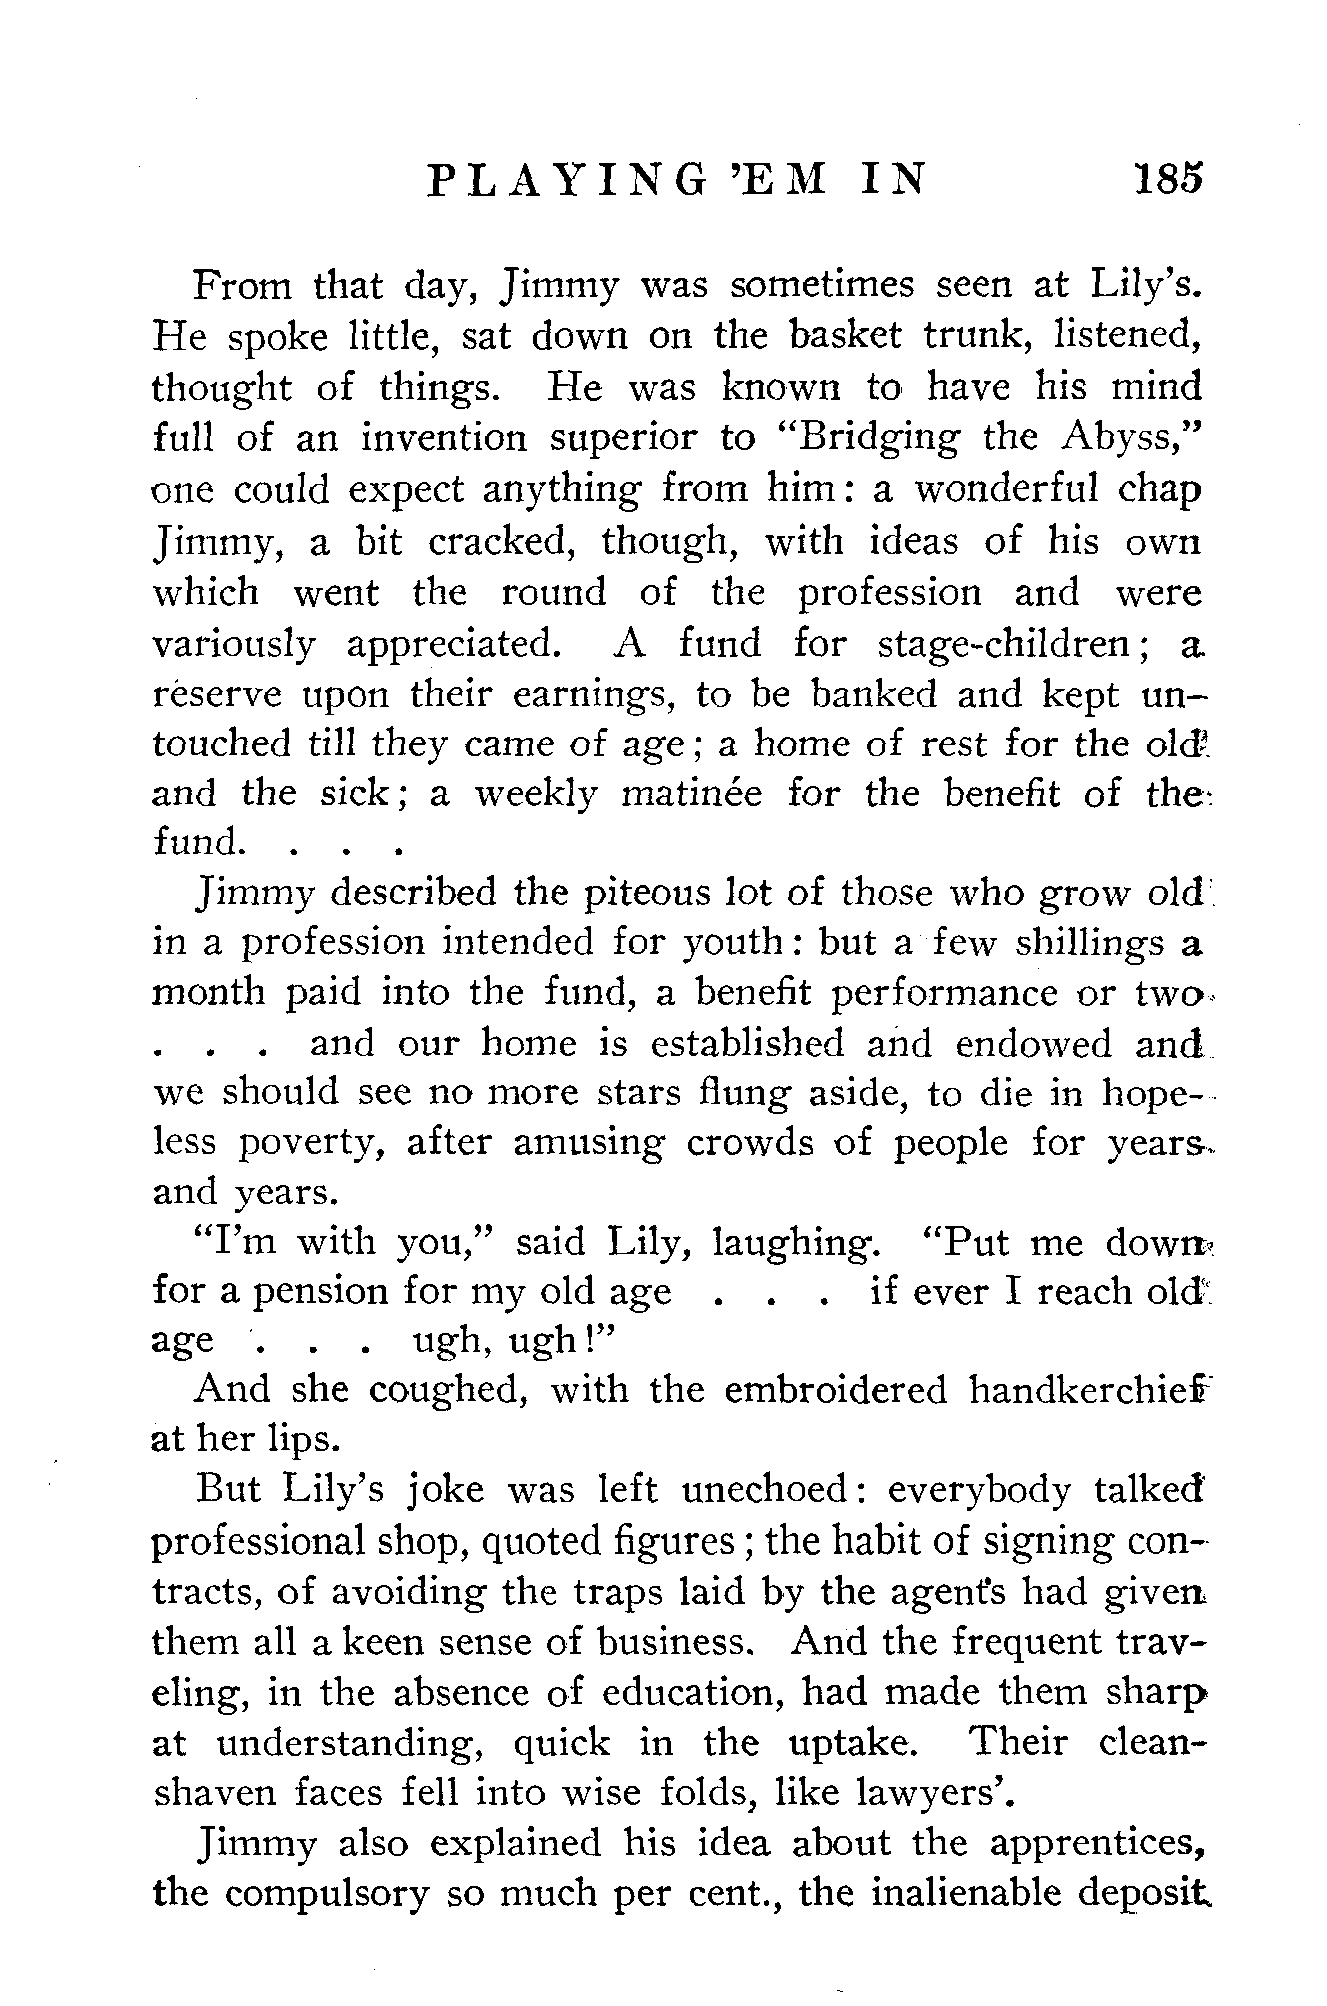 PLAYING 'EM IN 185
From that day, Jimmy was sometimes seen at Lily's.
He spoke little, sat down on the basket trunk, listened,
thought of things. He was known to have his mind
full of an invention superior to “Bridging the Abyss,”
one could expect anything from him: a wonderful chap
Jimmy, a bit cracked, though, with ideas of his own
which went the round of the profession and were
variously appreciated. A fund for stage-children; a
reserve upon their earnings, to be banked and kept un-
touched till they came of age; a home of rest for the old
and the sick; a weekly matinée for the benefit of the
fund. . . .
Jimmy described the piteous lot of those who grow old
in a profession intended for youth: but a few shillings a
month paid into the fund, a benefit performance or two
. . . and our home is established and endowed and
we should see no more stars flung aside, to die in hope-
less poverty, after amusing crowds of people for years
and years.
“I'm with you,” said Lily, laughing. “Put me down
for a pension for my old age . . . if ever I reach old
age . . . ugh, ugh!”
And she coughed, with the embroidered handkerchief
at her lips.
But Lily's joke was left unechoed: everybody talked
professional shop, quoted figures; the habit of signing con-
tracts, of avoiding the traps laid by the agents had given
them all a keen sense of business. And the frequent trav-
eling, in the absence of education, had made them sharp
at understanding, quick in the uptake. Their clean-
shaven faces fell into wise folds, like lawyers'.
Jimmy also explained his idea about the apprentices,
the compulsory so much per cent., the inalienable deposit